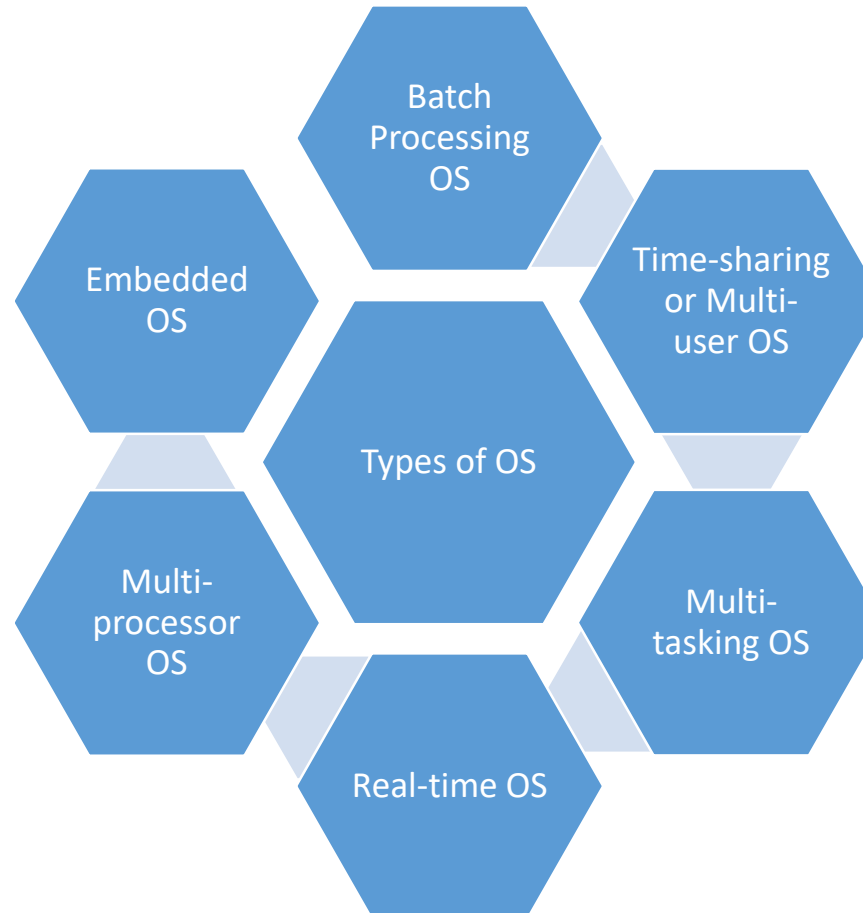 Batch
Processing
OS
Time-sharing
or Multi-
user OS
Multi-
tasking OS
Real-time OS
Multi-
processor
OS
Embedded
OS
Types of OS